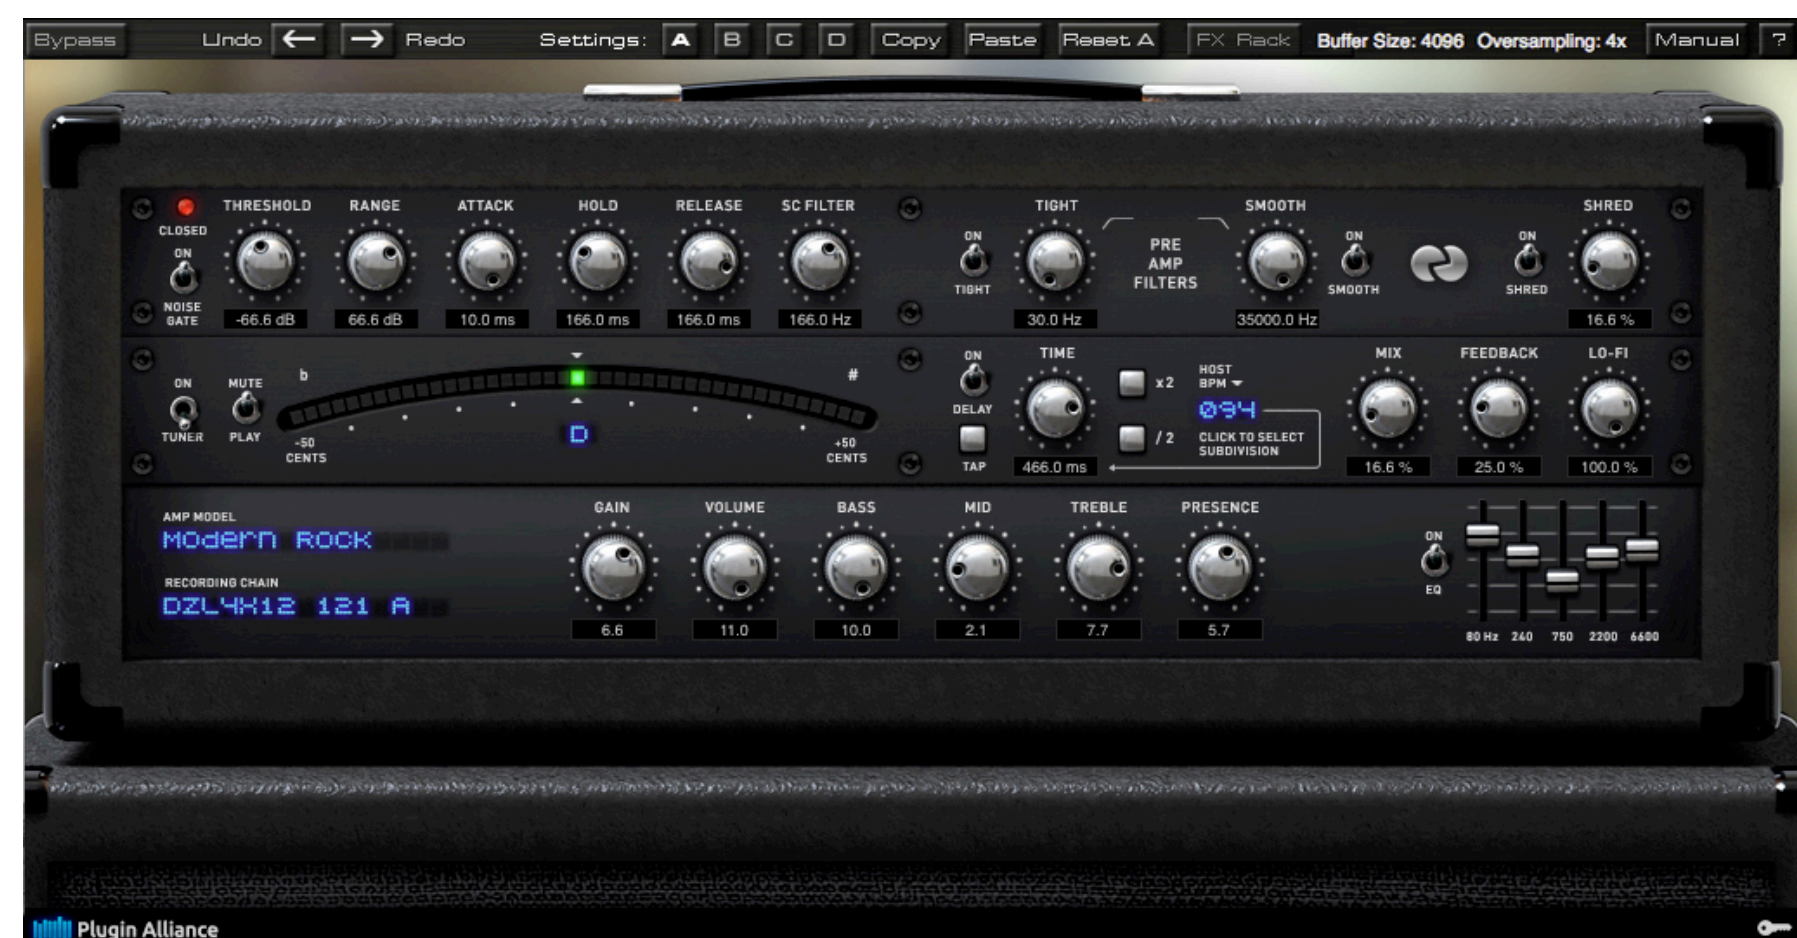 Bypass Undo ← → Redo Settings: A B C D Copy Paste Reset A FX Rack Buffer Size: 4096 Oversampling: 4x Manual ?
CLOSED
ON
NOISE
GATE
THRESHOLD RANGE ATTACK HOLD RELEASE SC FILTER
-66.6 dB 66.6 dB 10.0 ms 166.0 ms 166.0 ms 166.0 Hz
ON
TIGHT
TIGHT
30.0 Hz
PRE
AMP
FILTERS
SMOOTH
35000.0 Hz
ON
SMOOTH
ON
SHRED
SHRED
16.6 %
ON
TUNER
MUTE
PLAY
b #
-50
CENTS
D
+50
CENTS
ON
DELAY
TAP
TIME
466.0 ms
x2
/ 2
HOST
BPM
094
CLICK TO SELECT
SUBDIVISION
MIX FEEDBACK LO-FI
16.6 % 25.0 % 100.0 %
AMP MODEL
Modern Rock
RECORDING CHAIN
DZL4X12 121 A
GAIN VOLUME BASS MID TREBLE PRESENCE
6.6 11.0 10.0 2.1 7.7 5.7
ON
EQ
80 Hz 240 750 2200 6600
Plugin Alliance